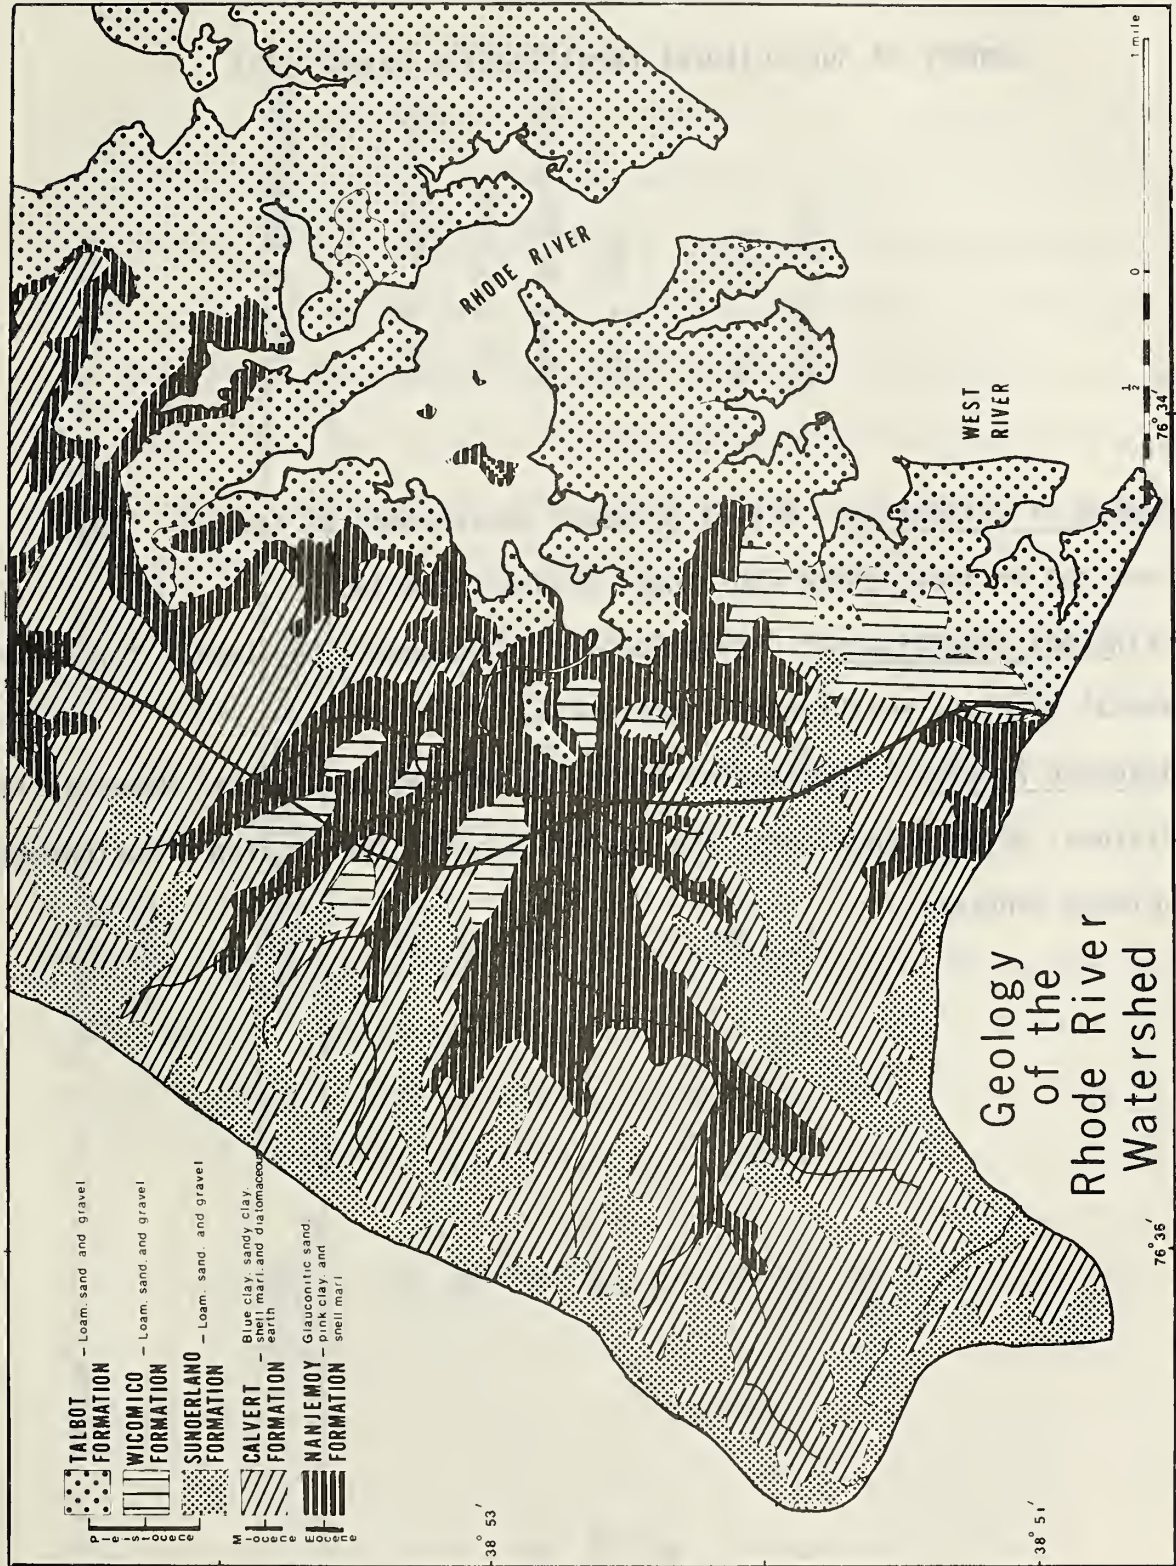 TALBOT
FORMATION
– Loam. sand and gravel
WICOMICO
FORMATION
– Loam. sand. and gravel
SUNDERLAND
FORMATION
– Loam. sand. and gravel
Pleistocene
CALVERT
FORMATION
– Blue clay. sandy clay.
shell marl. and diatomaceous
earth
Miocene
NANJEMOY
FORMATION
– Glauconitic sand.
pink clay. and
shell marl
Eocene
RHODE RIVER
WEST
RIVER
Geology
of the
Rhode River
Watershed
38° 53'
38° 51'
76° 36'
76° 34'
1/2
0
1 mile